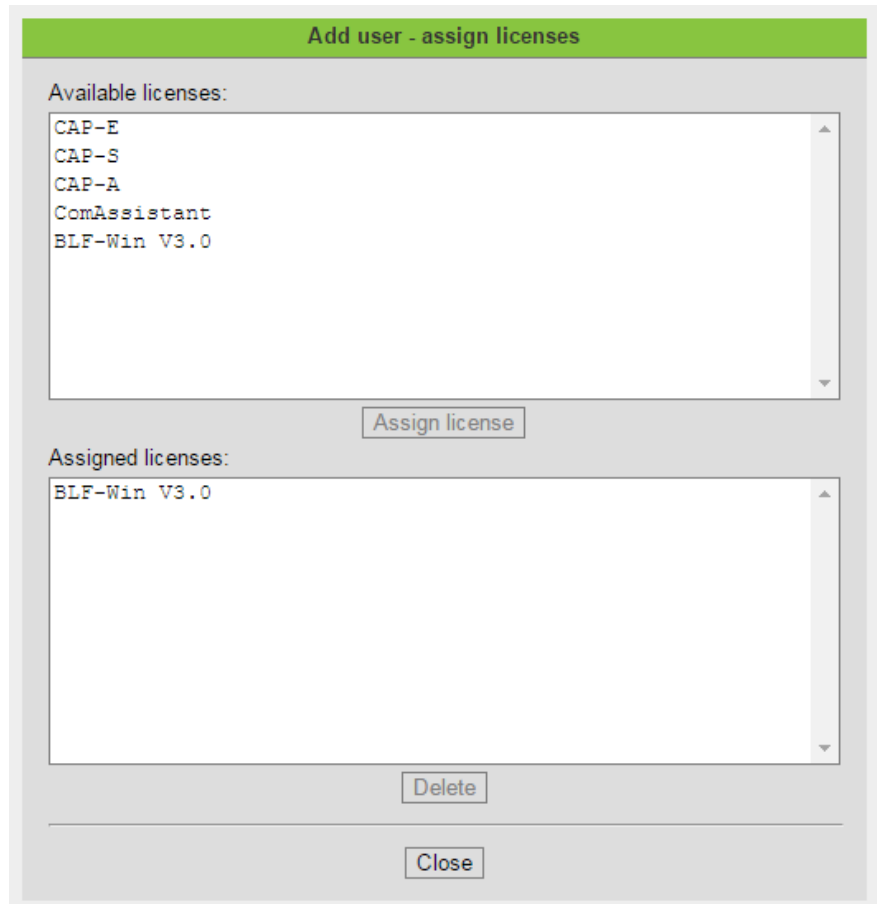 Add user - assign licenses
Available licenses:
CAP-E
CAP-S
CAP-A
ComAssistant
BLF-Win V3.0
Assign license
Assigned licenses:
BLF-Win V3.0
Delete
Close